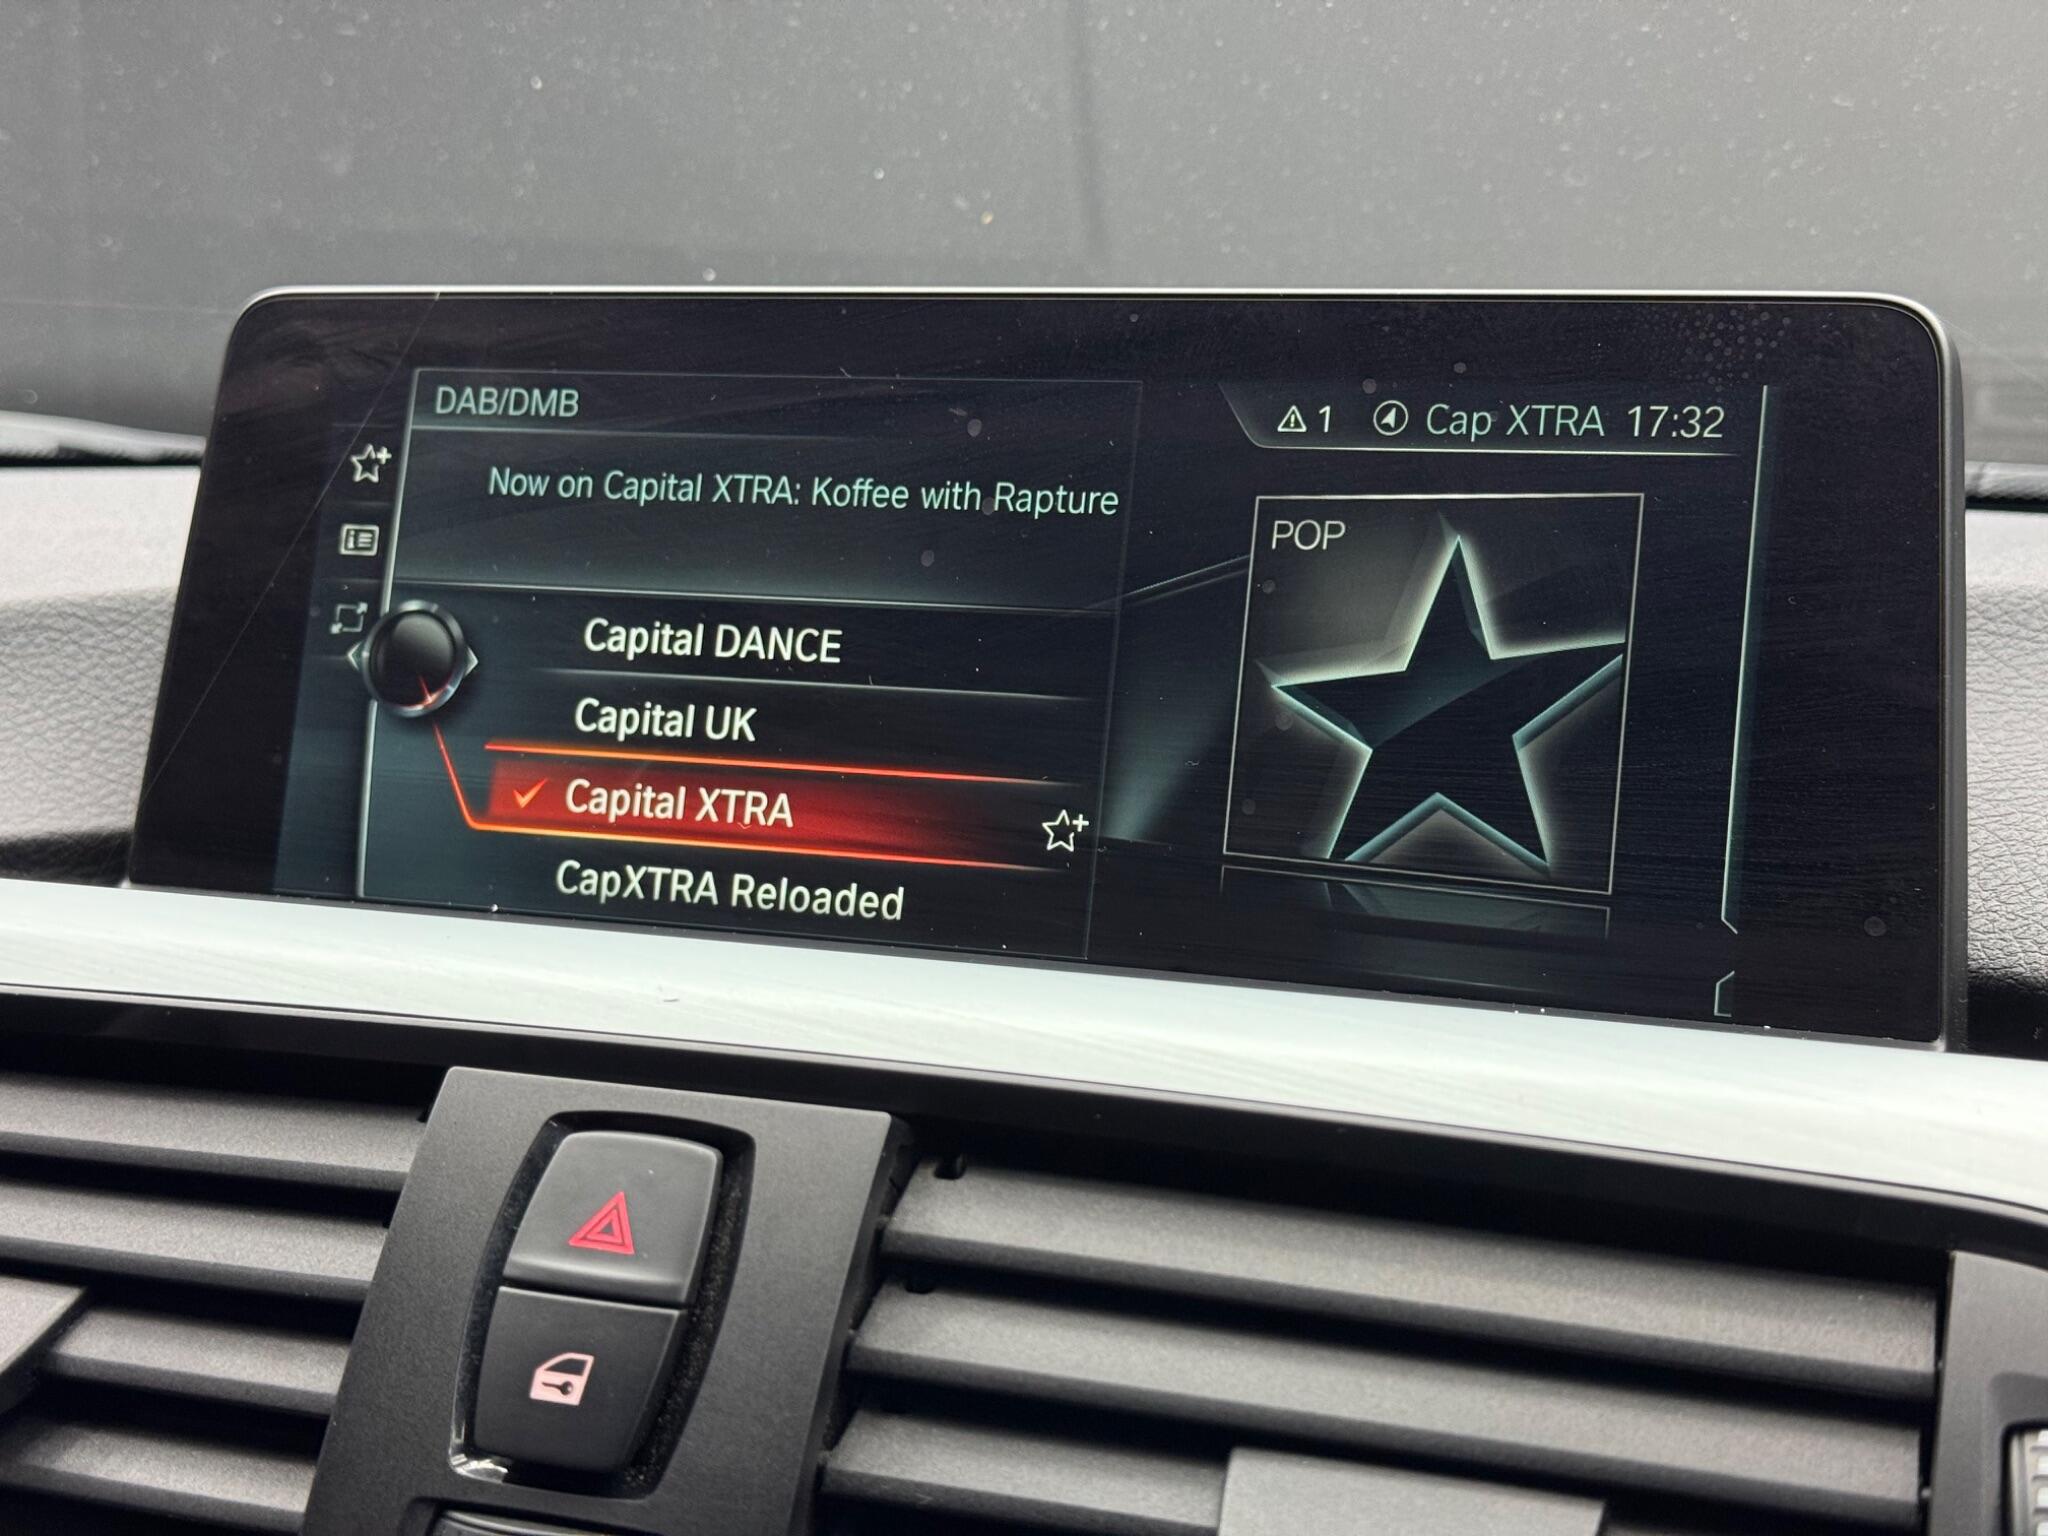 DAB/DMB
1 Cap XTRA 17:32
Now on Capital XTRA: Koffee with Rapture
POP
Capital DANCE
Capital UK
Capital XTRA
CapXTRA Reloaded